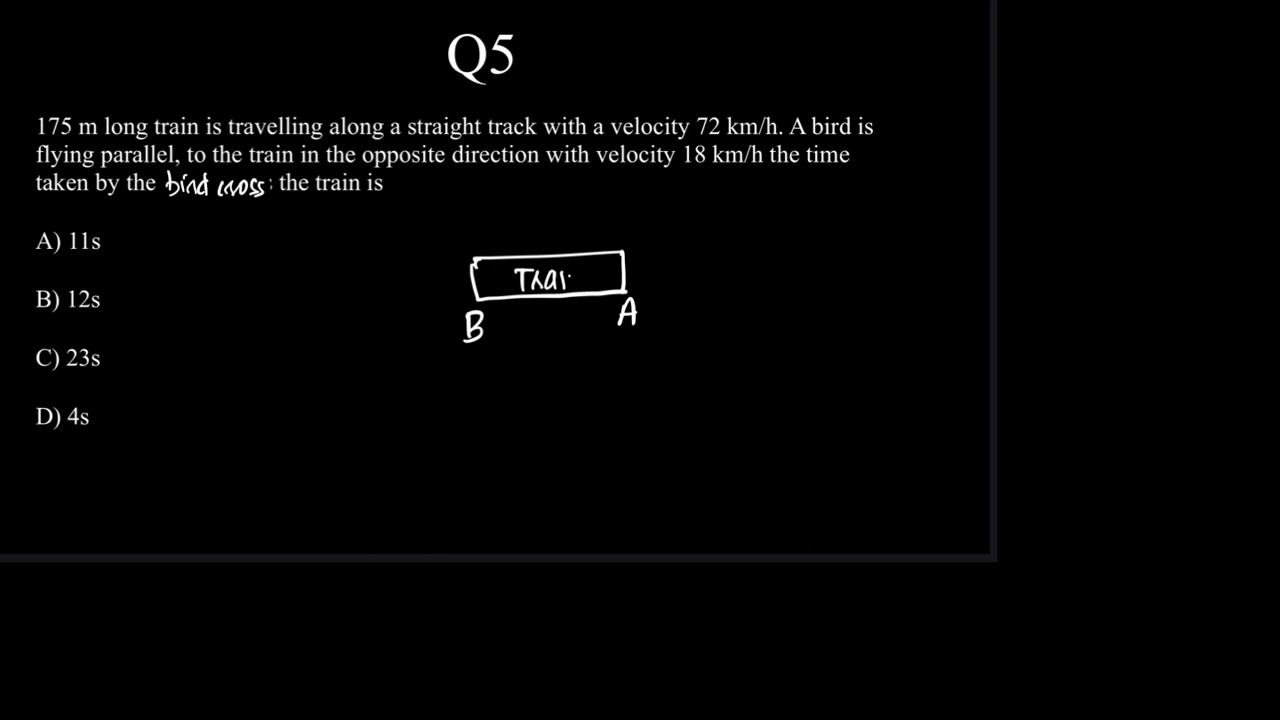 Q5
175 m long train is travelling along a straight track with a velocity 72 km/h. A bird is
flying parallel, to the train in the opposite direction with velocity 18 km/h the time
taken by the bird cross the train is
A) 11s
B) 12s
C) 23s
D) 4s
Trai
B
A